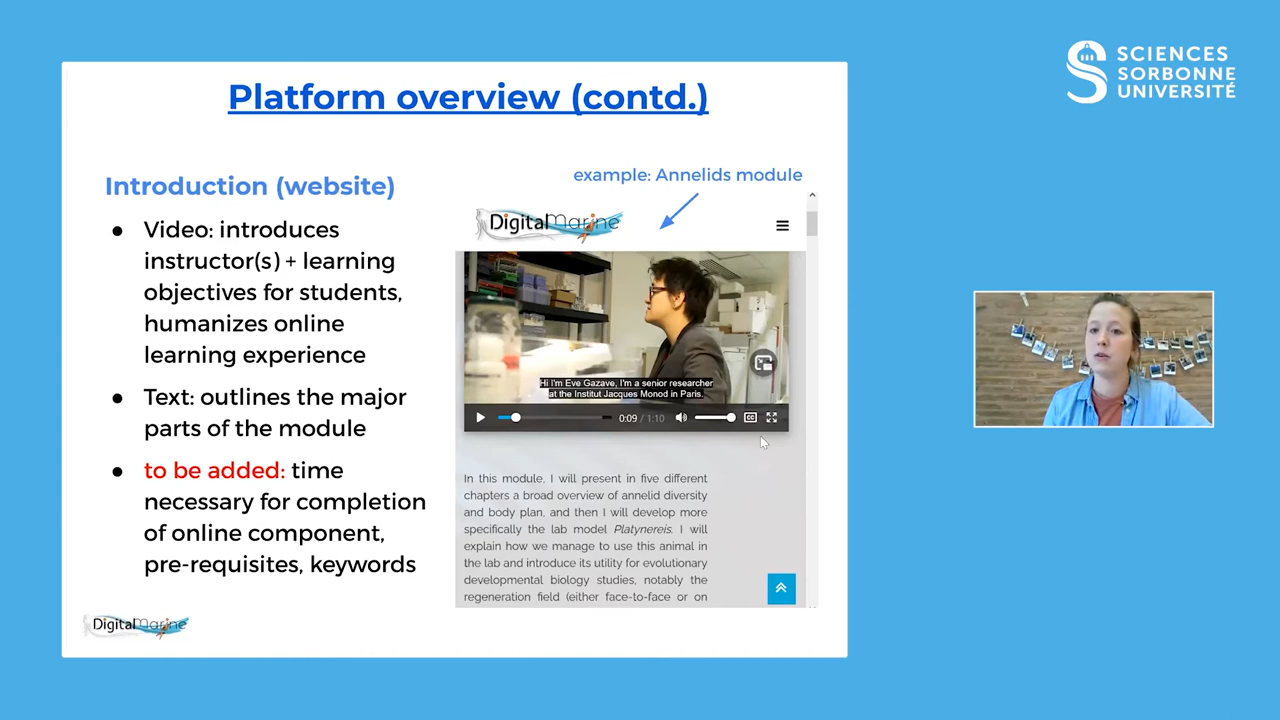 SCIENCES
SORBONNE
UNIVERSITÉ
Platform overview (contd.)
Introduction (website)
● Video: introduces
instructor(s) + learning
objectives for students,
humanizes online
learning experience
● Text: outlines the major
parts of the module
● to be added: time
necessary for completion
of online component,
pre-requisites, keywords
example: Annelids module
DigitalMarine
Hi I'm Eve Gazave, I'm a senior researcher
at the Institut Jacques Monod in Paris.
0:09 / 1:10
CC
In this module, I will present in five different
chapters a broad overview of annelid diversity
and body plan, and then I will develop more
specifically the lab model Platynereis. I will
explain how we manage to use this animal in
the lab and introduce its utility for evolutionary
developmental biology studies, notably the
regeneration field (either face-to-face or on
DigitalMarine